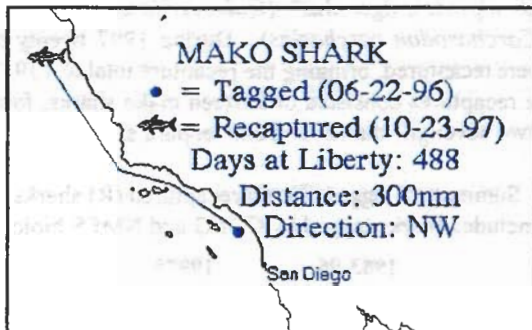 MAKO SHARK
= Tagged (06-22-96)
= Recaptured (10-23-97)
Days at Liberty: 488
Distance: 300nm
Direction: NW
San Diego